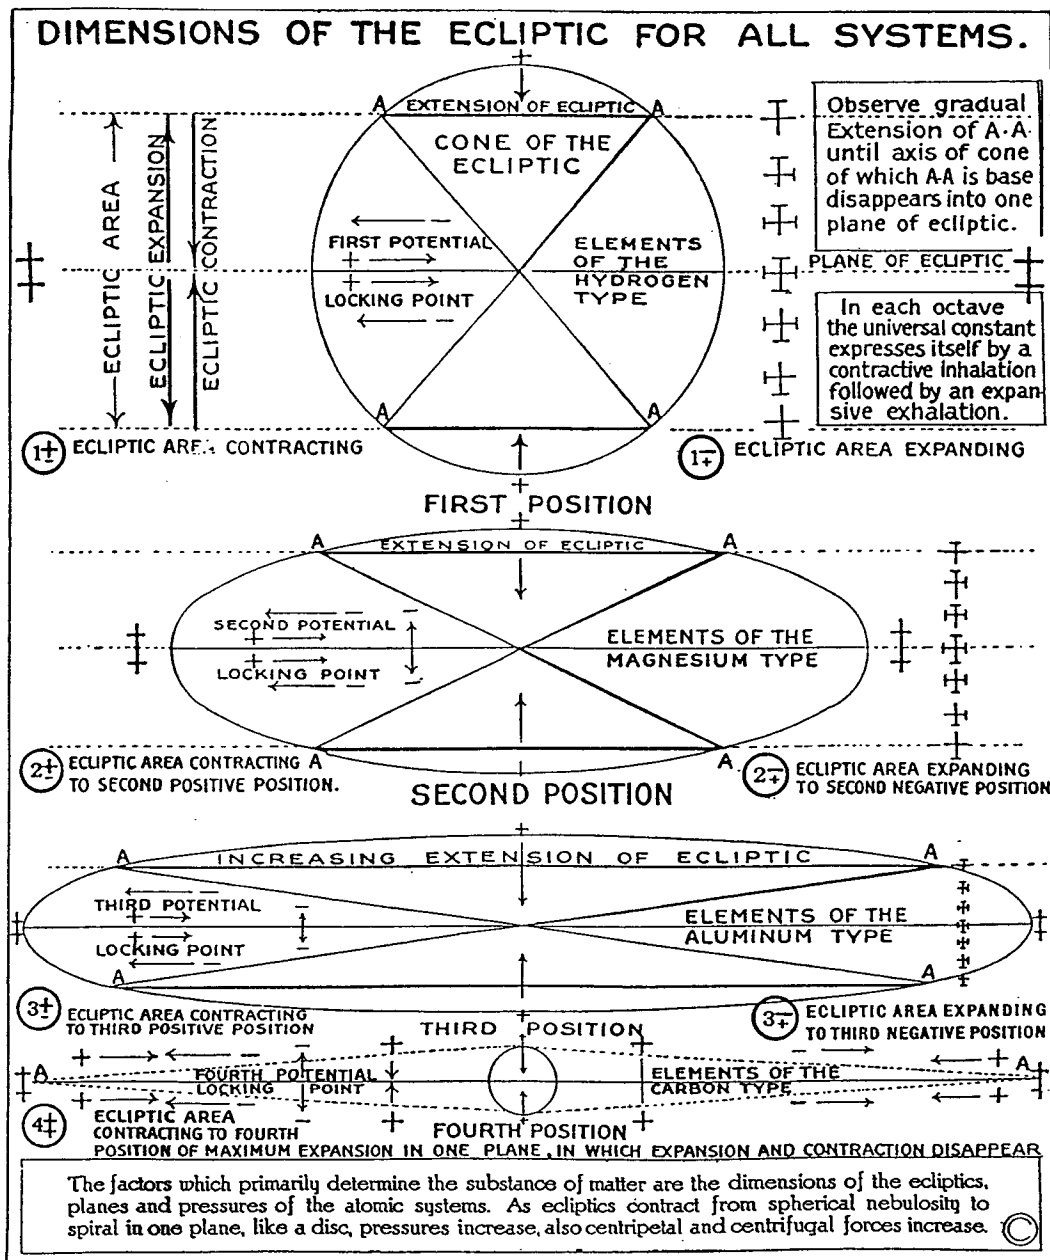 DIMENSIONS OF THE ECLIPTIC FOR ALL SYSTEMS.
A EXTENSION OF ECLIPTIC A
CONE OF THE
ECLIPTIC
ECLIPTIC AREA
ECLIPTIC EXPANSION
ECLIPTIC CONTRACTION
FIRST POTENTIAL
LOCKING POINT
ELEMENTS
OF THE
HYDROGEN
TYPE
A A
Observe gradual
Extension of A·A·
until axis of cone
of which A-A is base
disappears into one
plane of ecliptic.
PLANE OF ECLIPTIC
In each octave
the universal constant
expresses itself by a
contractive inhalation
followed by an expan-
sive exhalation.
1± ECLIPTIC AREA CONTRACTING
1∓ ECLIPTIC AREA EXPANDING
FIRST POSITION
A EXTENSION OF ECLIPTIC A
SECOND POTENTIAL
LOCKING POINT
ELEMENTS OF THE
MAGNESIUM TYPE
A A
2± ECLIPTIC AREA CONTRACTING
TO SECOND POSITIVE POSITION.
2∓ ECLIPTIC AREA EXPANDING
TO SECOND NEGATIVE POSITION
SECOND POSITION
A INCREASING EXTENSION OF ECLIPTIC A
THIRD POTENTIAL
LOCKING POINT
ELEMENTS OF THE
ALUMINUM TYPE
A A
3± ECLIPTIC AREA CONTRACTING
TO THIRD POSITIVE POSITION
3∓ ECLIPTIC AREA EXPANDING
TO THIRD NEGATIVE POSITION
THIRD POSITION
A FOURTH POTENTIAL
LOCKING POINT
ELEMENTS OF THE A
CARBON TYPE
4‡ ECLIPTIC AREA
CONTRACTING TO FOURTH
FOURTH POSITION
POSITION OF MAXIMUM EXPANSION IN ONE PLANE, IN WHICH EXPANSION AND CONTRACTION DISAPPEAR
The factors which primarily determine the substance of matter are the dimensions of the ecliptics,
planes and pressures of the atomic systems. As ecliptics contract from spherical nebulosity to
spiral in one plane, like a disc, pressures increase, also centripetal and centrifugal forces increase. ©